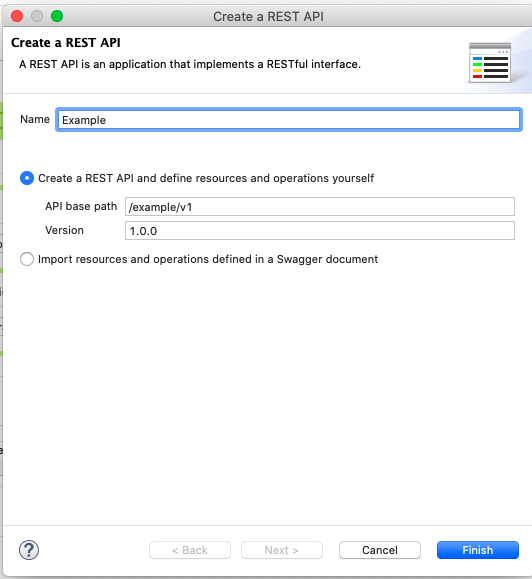 Create a REST API
Create a REST API
A REST API is an application that implements a RESTful interface.
Name Example
Create a REST API and define resources and operations yourself
API base path /example/v1
Version 1.0.0
Import resources and operations defined in a Swagger document
? < Back Next > Cancel Finish